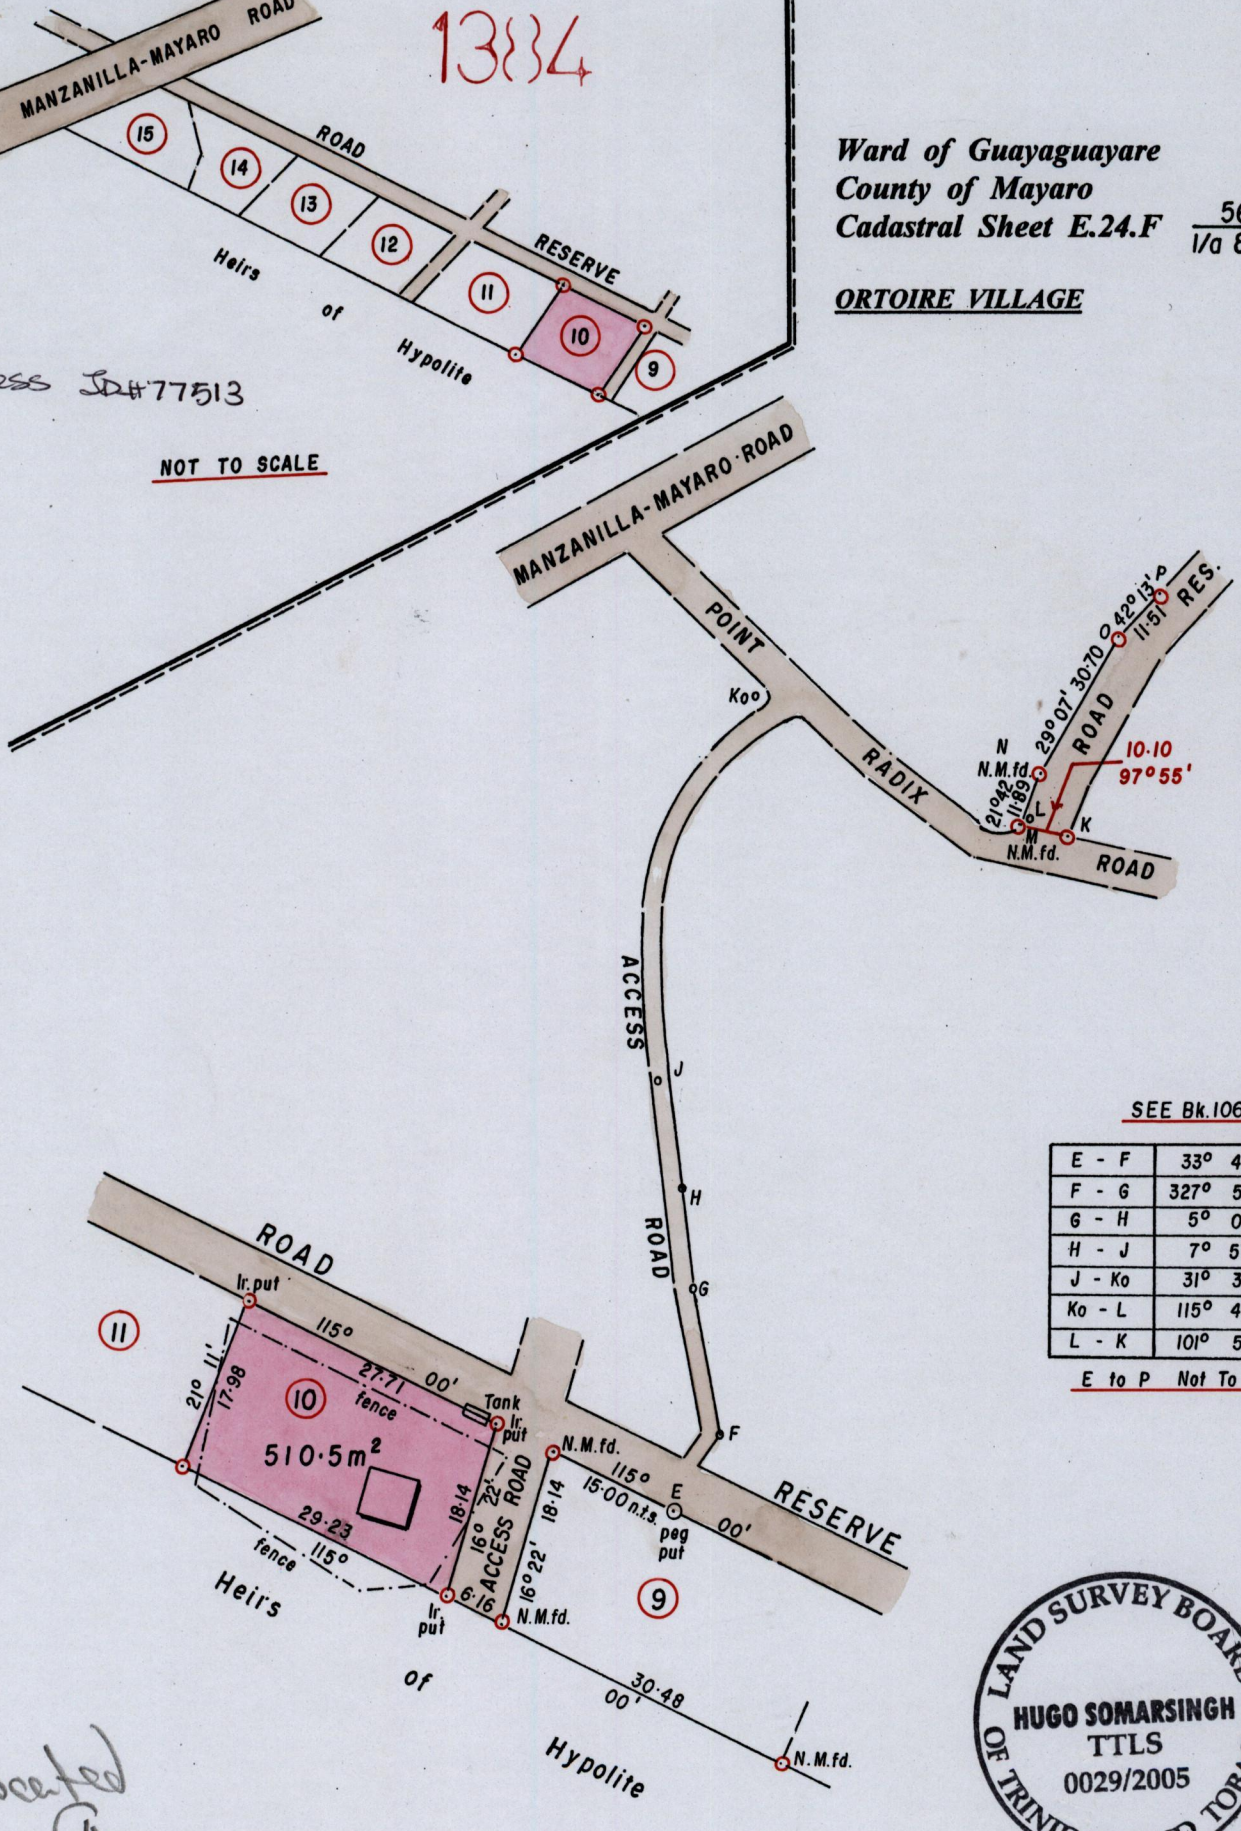 1384
MANZANILLA-MAYARO ROAD
ROAD
RESERVE
15
14
13
12
11
10
9
Heirs
of
Hypolite
Ward of Guayaguayare
County of Mayaro
Cadastral Sheet E.24.F
ORTOIRE VILLAGE
JD#77513
NOT TO SCALE
MANZANILLA-MAYARO ROAD
POINT
RADIX
ROAD
Ko
N
N.M.fd.
21°42'
11.89
29°07' 30.70
O
42°13'
11.51
P
ROAD
RES.
10.10
97°55'
L
M
N.M.fd.
K
ACCESS
ROAD
J
H
G
F
SEE Bk.106
E - F 33° 4
F - G 327° 5
G - H 5° 0
H - J 7° 5
J - Ko 31° 3
Ko - L 115° 4
L - K 101° 5
E to P Not To
ROAD
RESERVE
Ir. put
11
21° 11'
17.98
115° 00'
27.71
fence
10
510.5m²
Tank
Ir.
put
N.M.fd.
115° 00'
15.00 n.t.s.
E
peg
put
18.14
16° 22'
ACCESS ROAD
18.14
16°22'
29.23
115°
fence
6.16
Ir.
put
N.M.fd.
9
Heirs
of
Hypolite
30.48
00'
N.M.fd.
LAND SURVEY BOARD
HUGO SOMARSINGH
TTLS
0029/2005